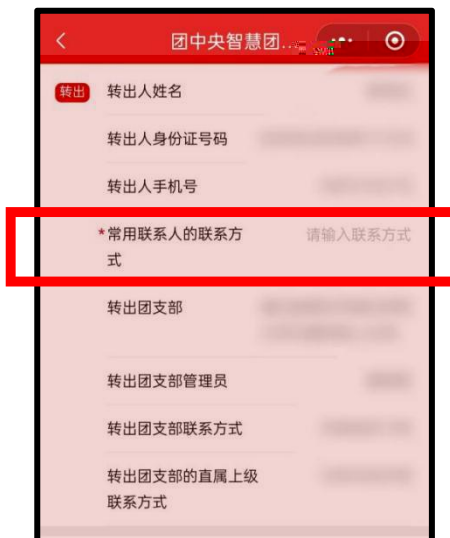 团中央智慧团...
转出 转出人姓名
转出人身份证号码
转出人手机号
*常用联系人的联系方 请输入联系方式
式
转出团支部
转出团支部管理员
转出团支部联系方式
转出团支部的直属上级
联系方式